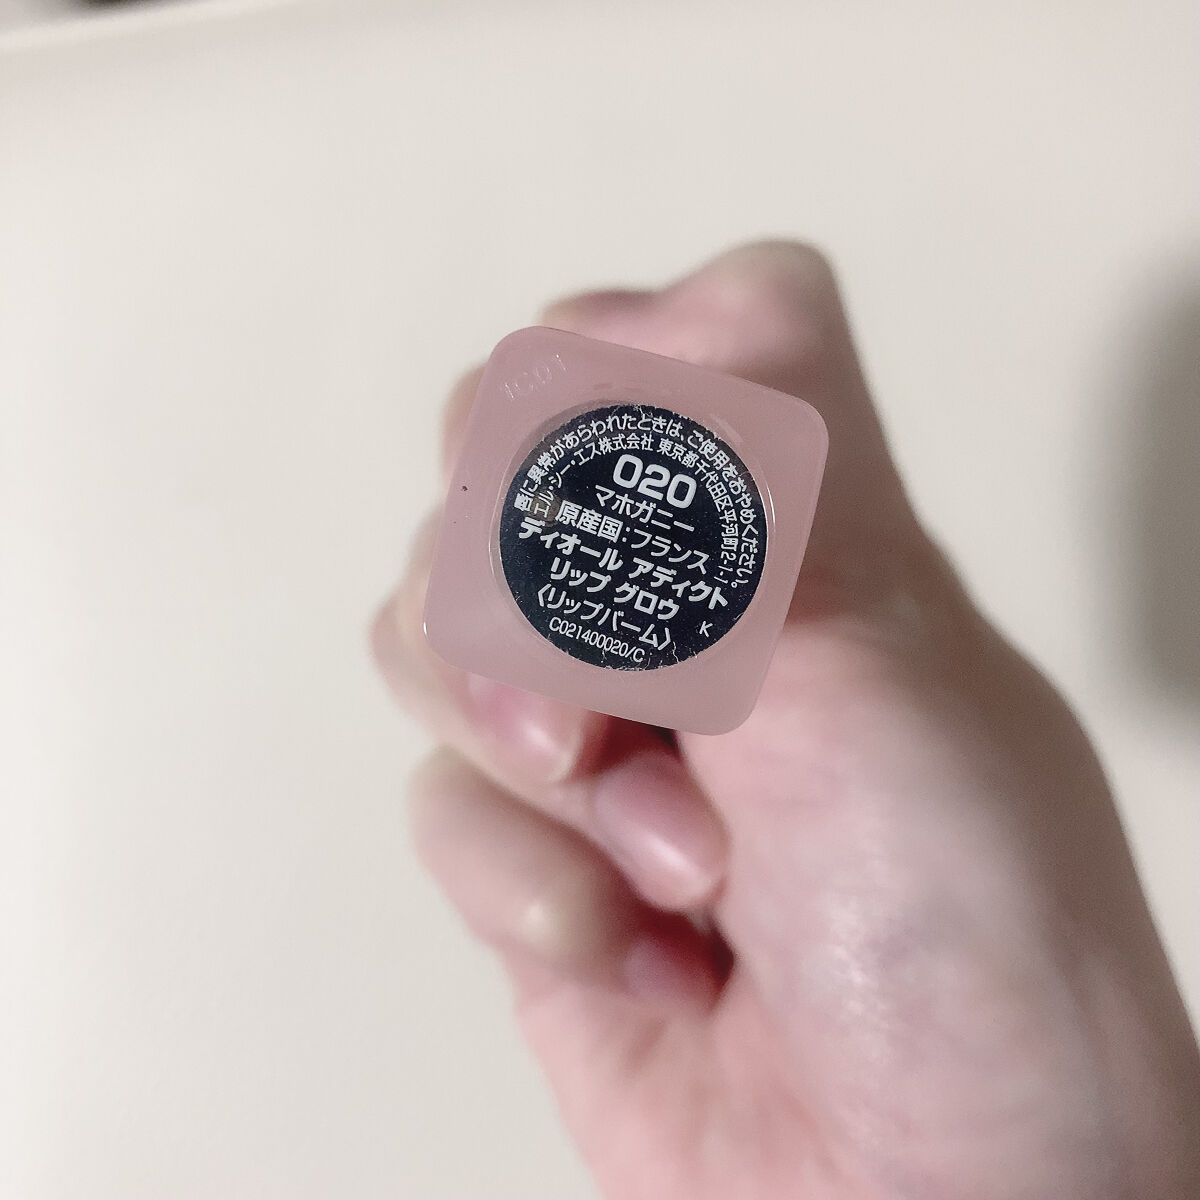 1C01
唇に異常があらわれたときは、ご使用をおやめください。
エル・シー・エス株式会社 東京都千代田区平河町2-1-1
020
マホガニー
原産国：フランス
ディオール アディクト
リップ グロウ
〈リップバーム〉
K
C021400020/C